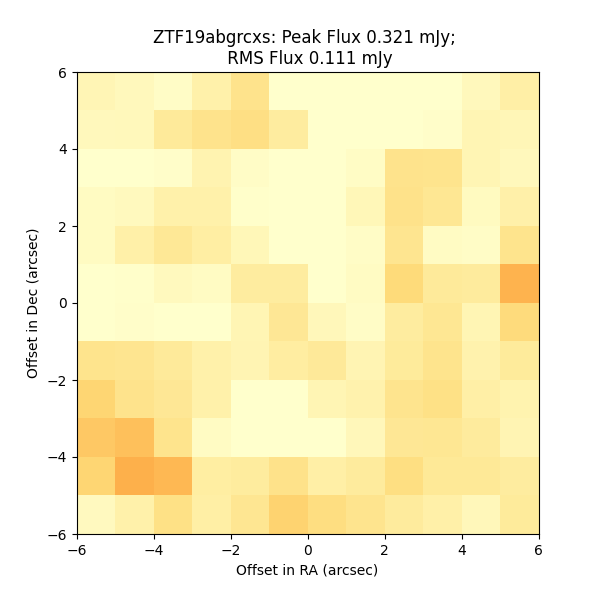 ZTF19abgrcxs: Peak Flux 0.321 mJy;
RMS Flux 0.111 mJy
6
4
2
0
−2
−4
−6
Offset in Dec (arcsec)
−6 −4 −2 0 2 4 6
Offset in RA (arcsec)